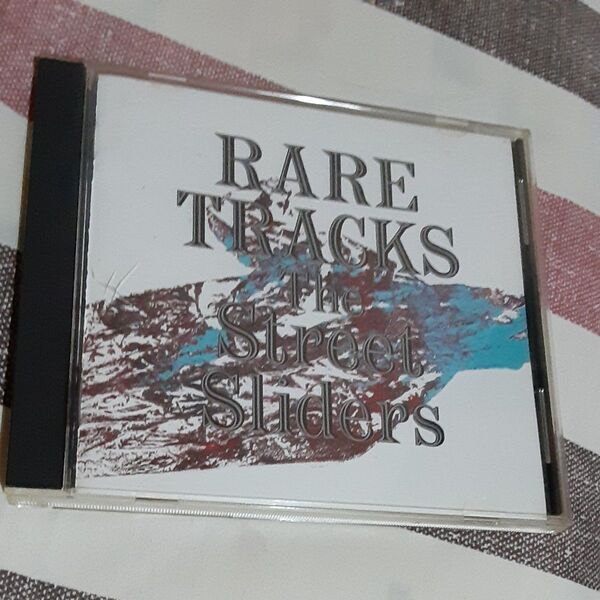 RARE
TRACKS
The
Street
Sliders